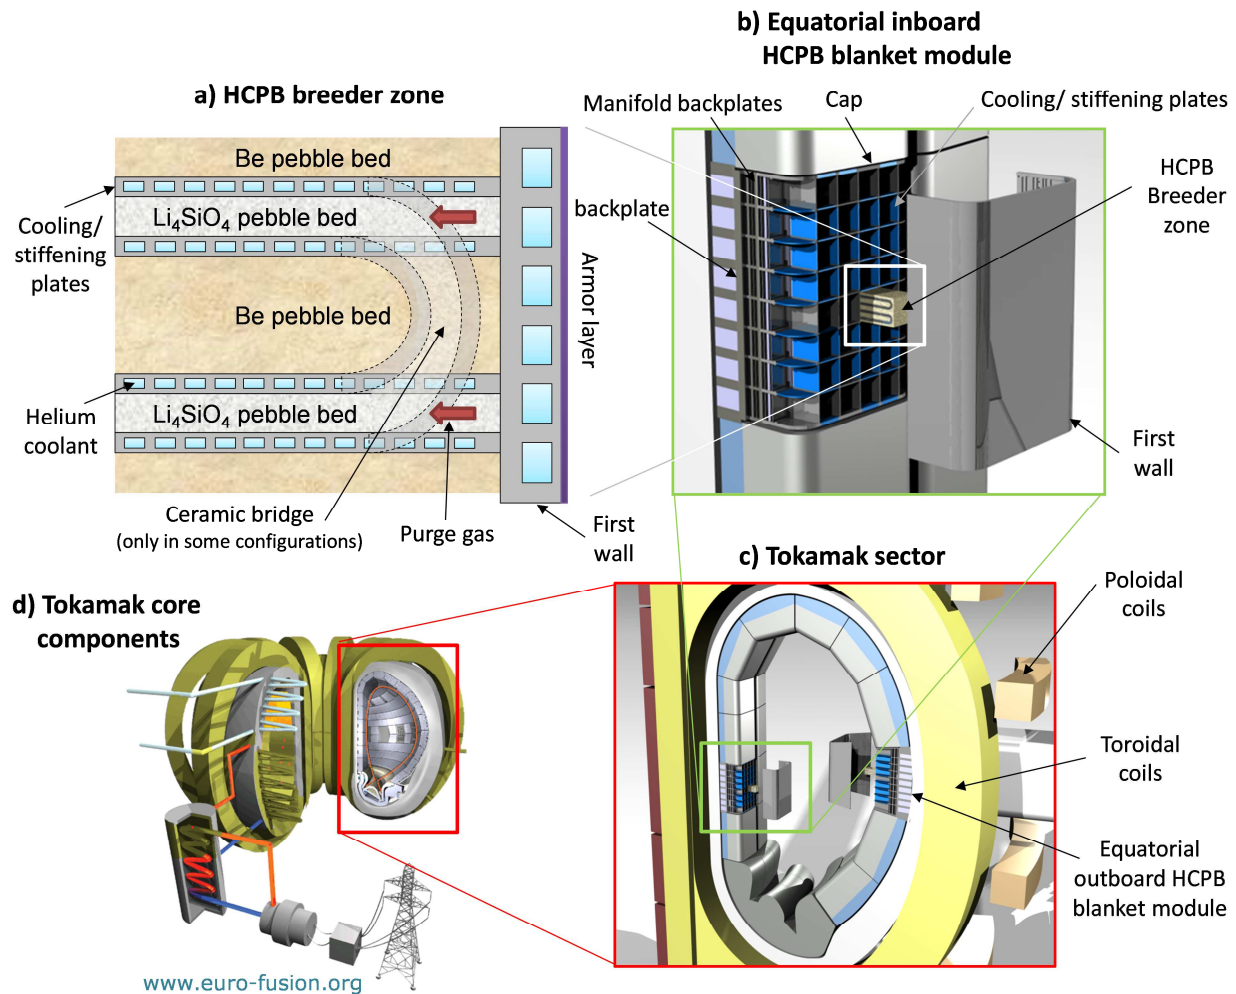 b) Equatorial inboard
HCPB blanket module
a) HCPB breeder zone
Manifold backplates
Cap
Cooling/ stiffening plates
Be pebble bed
HCPB
Breeder
zone
Li4SiO4 pebble bed
backplate
Cooling/
stiffening
plates
Armor layer
Be pebble bed
Li4SiO4 pebble bed
Helium
coolant
First
wall
Ceramic bridge
(only in some configurations)
Purge gas
First
wall
c) Tokamak sector
Poloidal
coils
d) Tokamak core
components
Toroidal
coils
Equatorial
outboard HCPB
blanket module
www.euro-fusion.org